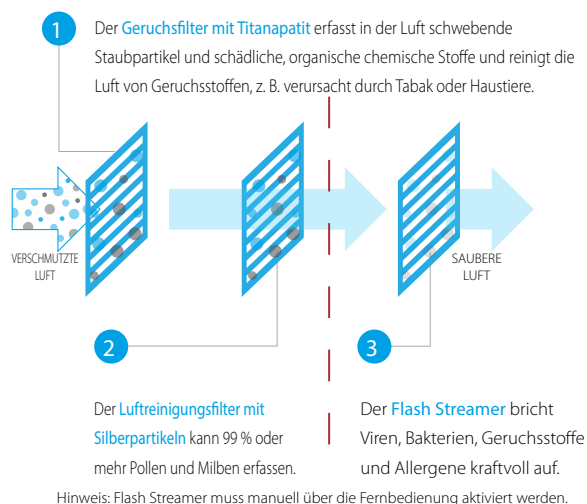 1
Der Geruchsfilter mit Titanapatit erfasst in der Luft schwebende
Staubpartikel und schädliche, organische chemische Stoffe und reinigt die
Luft von Geruchsstoffen, z. B. verursacht durch Tabak oder Haustiere.
VERSCHMUTZTE
LUFT
SAUBERE
LUFT
2
Der Luftreinigungsfilter mit
Silberpartikeln kann 99 % oder
mehr Pollen und Milben erfassen.
3
Der Flash Streamer bricht
Viren, Bakterien, Geruchsstoffe
und Allergene kraftvoll auf.
Hinweis: Flash Streamer muss manuell über die Fernbedienung aktiviert werden.